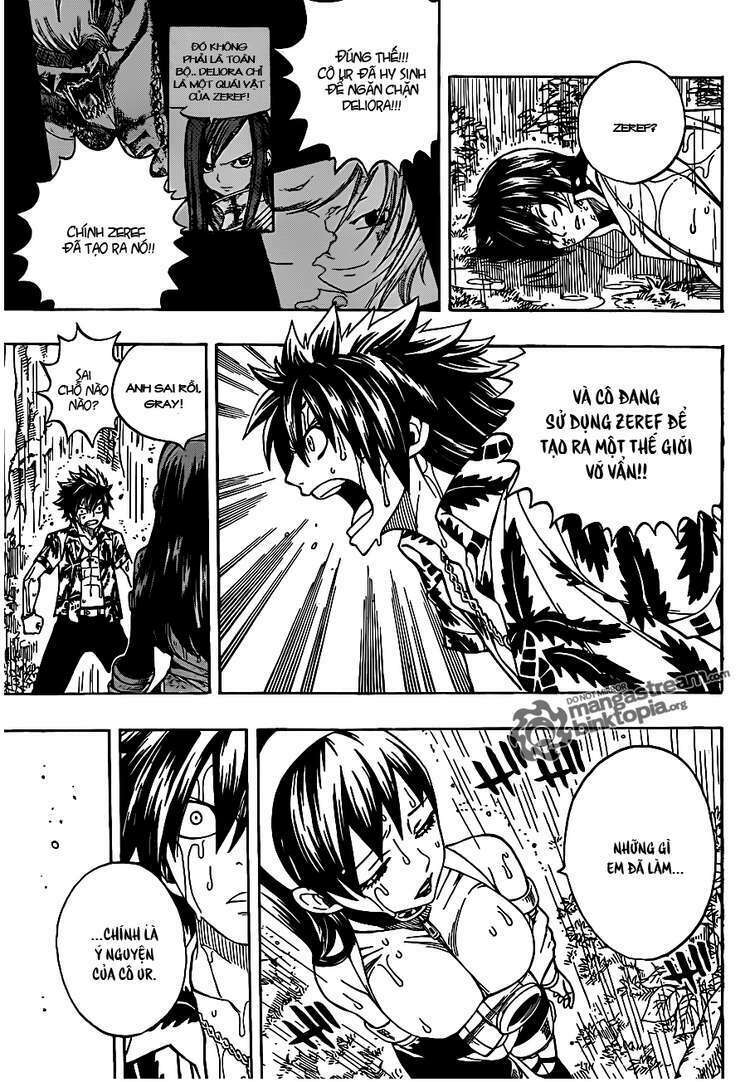 ZEREF?
ĐÚNG THẾ!!!
CÔ UR ĐÃ HY SINH
ĐỂ NGĂN CHẶN
DELIORA!!!
ĐÓ KHÔNG
PHẢI LÀ TOÀN
BỘ.. DELIORA CHỈ
LÀ MỘT QUÁI VẬT
CỦA ZEREF!
CHÍNH ZEREF
ĐÃ TẠO RA NÓ!!
VÀ CÔ ĐANG
SỬ DỤNG ZEREF ĐỂ
TẠO RA MỘT THẾ GIỚI
VỚ VẨN!!
ANH SAI RỒI,
GRAY!
SAI
CHỖ NÀO
NÀO?
DO NOT MIRROR
mangastream.com
binktopia.org
NHỮNG GÌ
EM ĐÃ LÀM...
...CHÍNH LÀ
Ý NGUYỆN
CỦA CÔ UR.